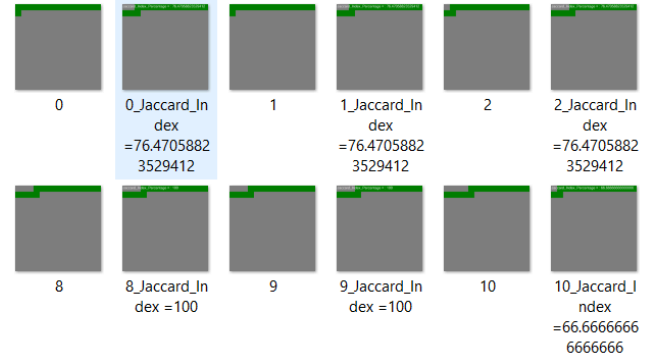 0
0_Jaccard_In
dex
=76.4705882
3529412
1
1_Jaccard_In
dex
=76.4705882
3529412
2
2_Jaccard_In
dex
=76.4705882
3529412
8
8_Jaccard_In
dex =100
9
9_Jaccard_In
dex =100
10
10_Jaccard_I
ndex
=66.6666666
6666666